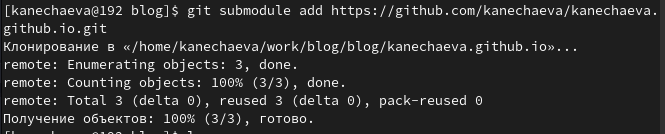 [kanechaeva@192 blog]$ git submodule add https://github.com/kanechaeva/kanechaeva.
github.io.git
Клонирование в «/home/kanechaeva/work/blog/blog/kanechaeva.github.io»...
remote: Enumerating objects: 3, done.
remote: Counting objects: 100% (3/3), done.
remote: Total 3 (delta 0), reused 3 (delta 0), pack-reused 0
Получение объектов: 100% (3/3), готово.